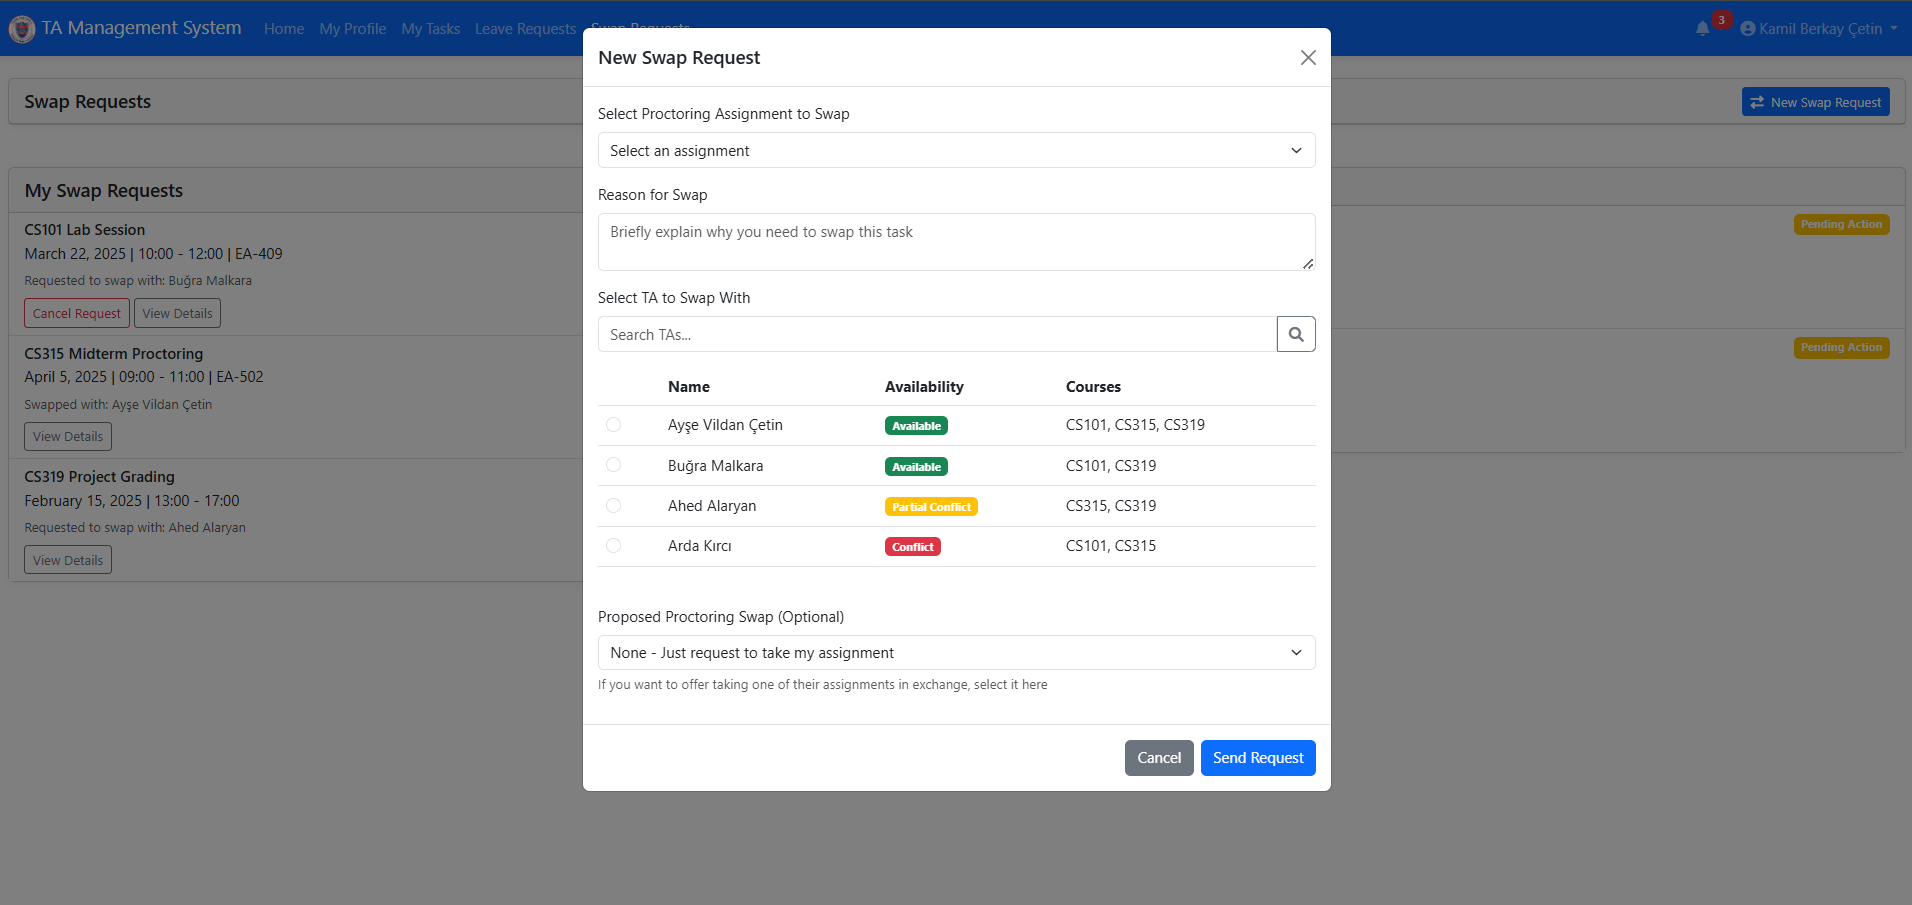 TA Management System
Home My Profile My Tasks Leave Requests Swap Requests
3
Kamil Berkay Çetin
Swap Requests
New Swap Request
My Swap Requests
CS101 Lab Session
March 22, 2025 | 10:00 - 12:00 | EA-409
Requested to swap with: Buğra Malkara
Cancel Request View Details
CS315 Midterm Proctoring
April 5, 2025 | 09:00 - 11:00 | EA-502
Swapped with: Ayşe Vildan Çetin
View Details
CS319 Project Grading
February 15, 2025 | 13:00 - 17:00
Requested to swap with: Ahed Alaryan
View Details
Pending Action
Pending Action
New Swap Request
Select Proctoring Assignment to Swap
Select an assignment
Reason for Swap
Briefly explain why you need to swap this task
Select TA to Swap With
Search TAs...
Name Availability Courses
Ayşe Vildan Çetin Available CS101, CS315, CS319
Buğra Malkara Available CS101, CS319
Ahed Alaryan Partial Conflict CS315, CS319
Arda Kırcı Conflict CS101, CS315
Proposed Proctoring Swap (Optional)
None - Just request to take my assignment
If you want to offer taking one of their assignments in exchange, select it here
Cancel Send Request